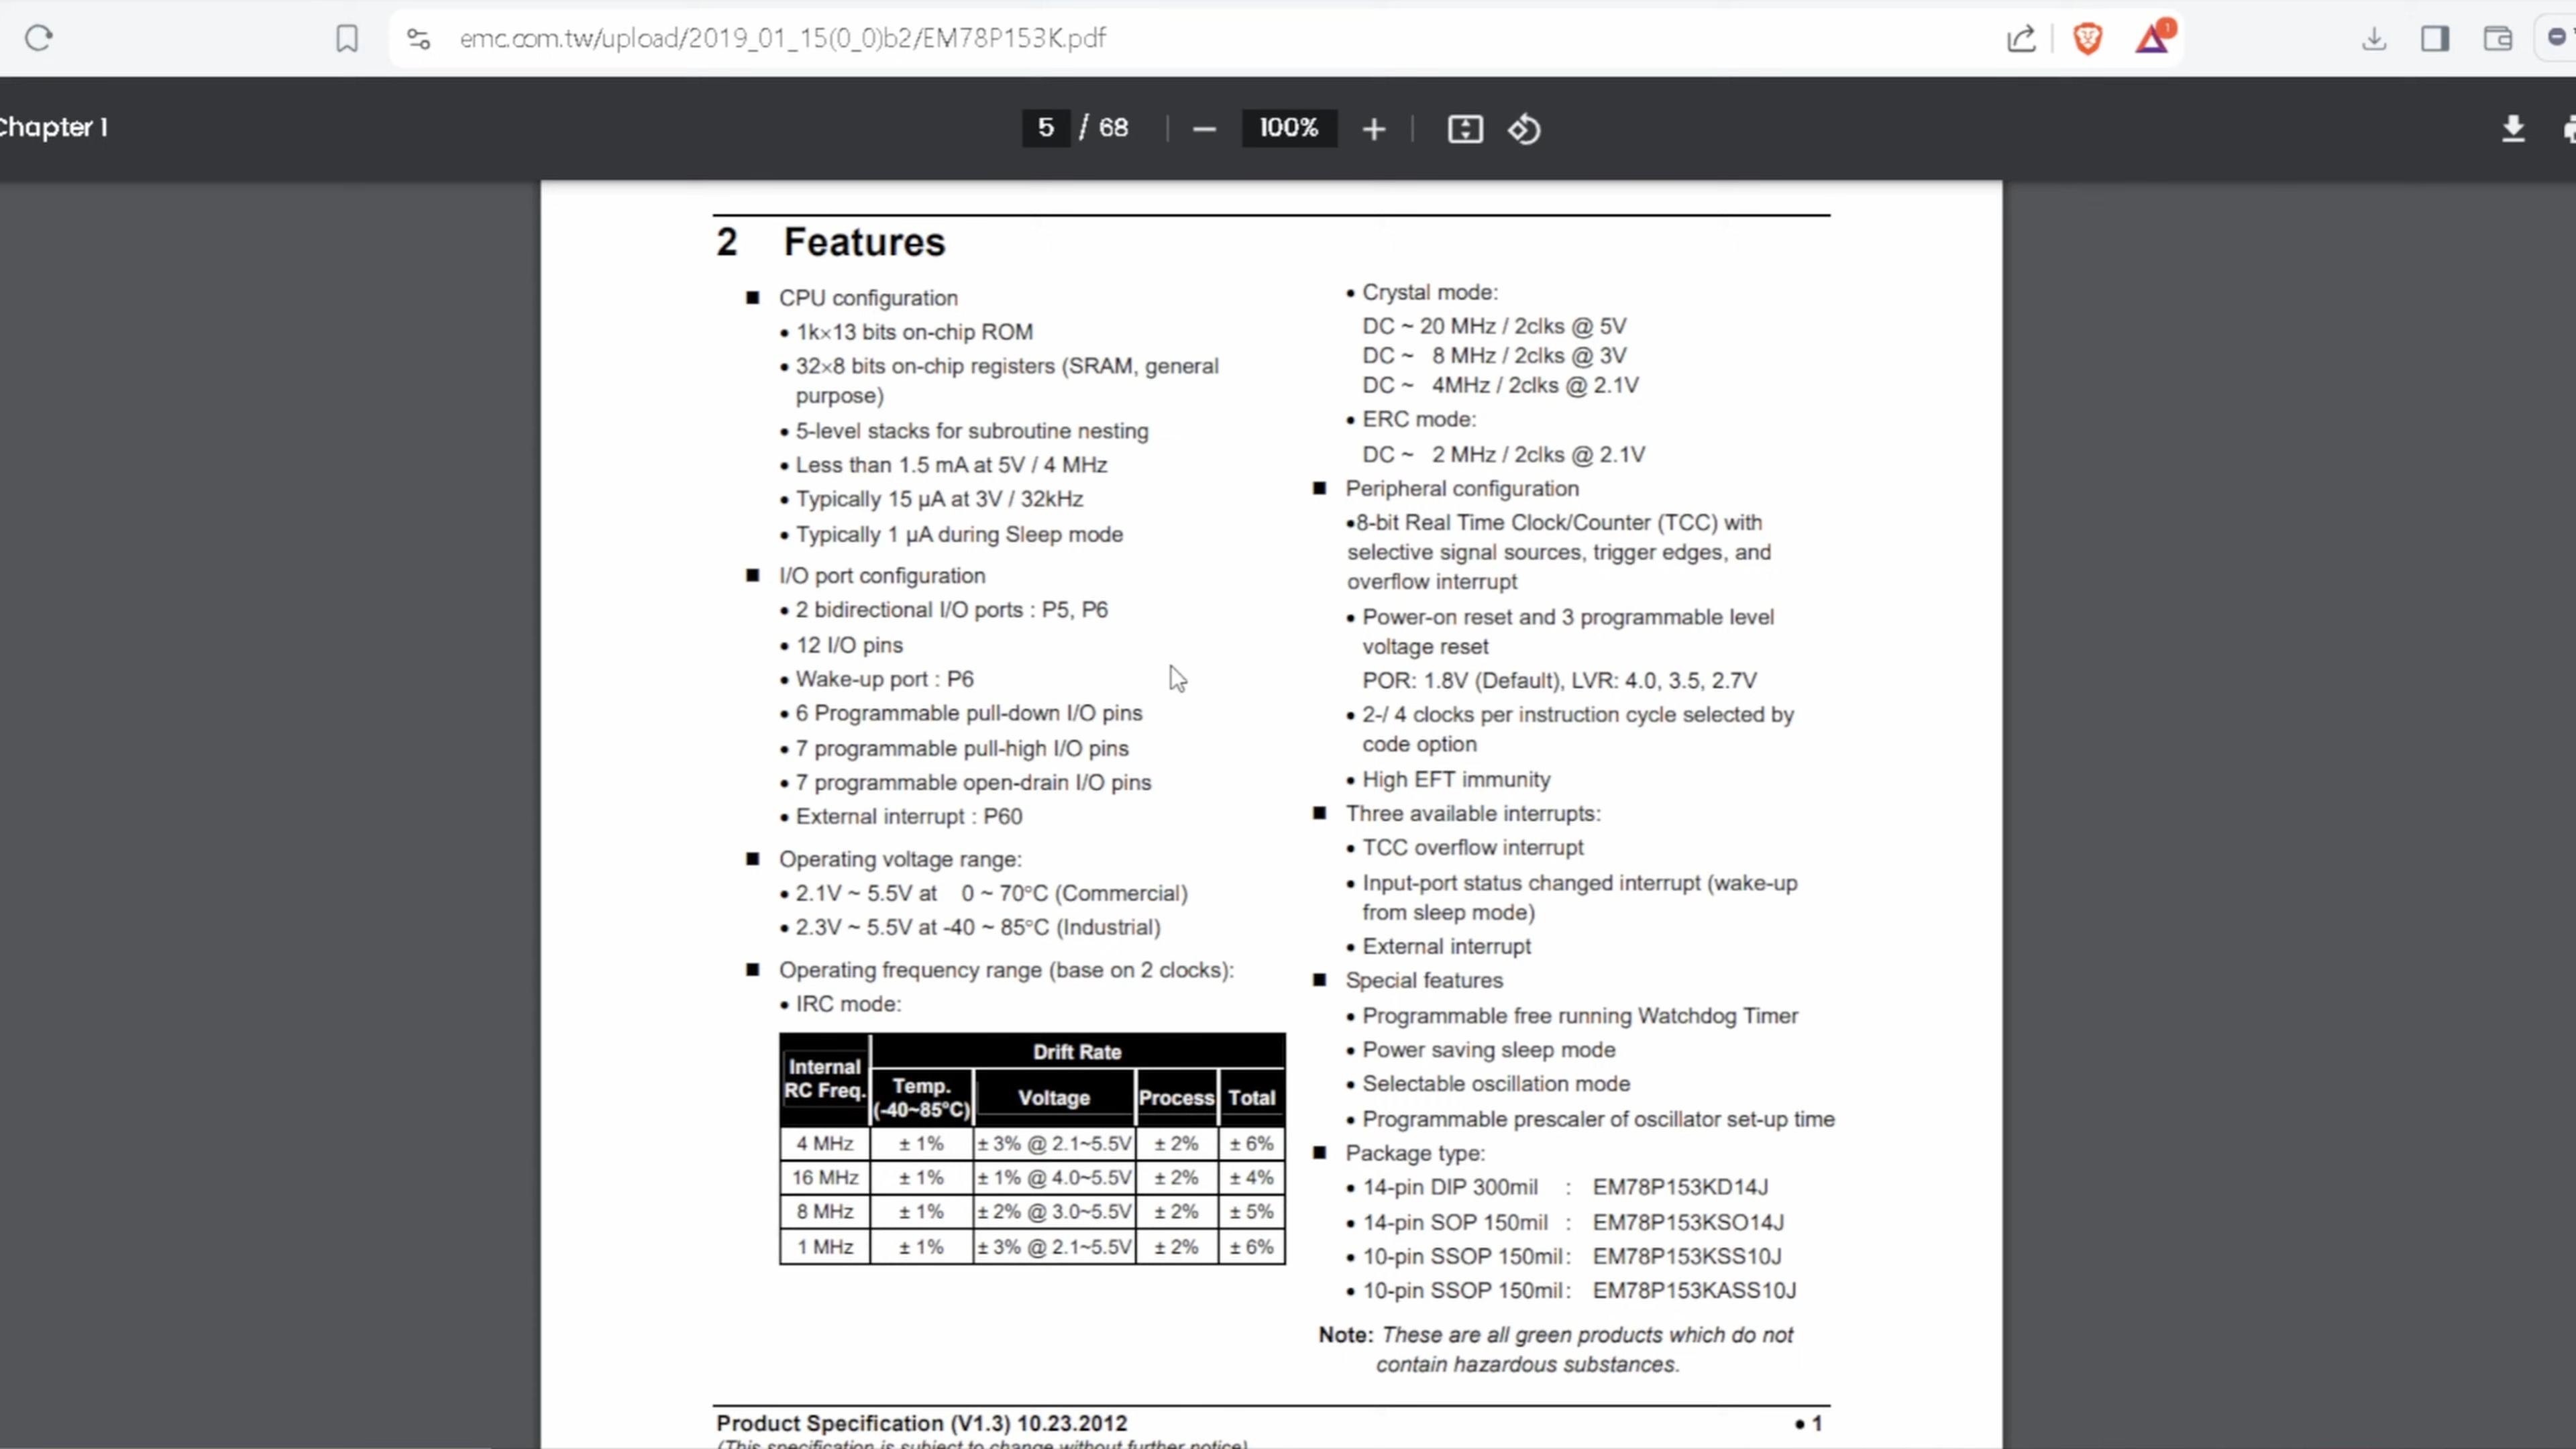 emc.com.tw/upload/2019_01_15(0_0)b2/EM78P153K.pdf
1
Chapter 1
5 / 68
100%
2 Features
■ CPU configuration
• 1k×13 bits on-chip ROM
• 32×8 bits on-chip registers (SRAM, general
purpose)
• 5-level stacks for subroutine nesting
• Less than 1.5 mA at 5V / 4 MHz
• Typically 15 µA at 3V / 32kHz
• Typically 1 µA during Sleep mode
■ I/O port configuration
• 2 bidirectional I/O ports : P5, P6
• 12 I/O pins
• Wake-up port : P6
• 6 Programmable pull-down I/O pins
• 7 programmable pull-high I/O pins
• 7 programmable open-drain I/O pins
• External interrupt : P60
■ Operating voltage range:
• 2.1V ~ 5.5V at 0 ~ 70°C (Commercial)
• 2.3V ~ 5.5V at -40 ~ 85°C (Industrial)
■ Operating frequency range (base on 2 clocks):
• IRC mode:
Internal
RC Freq.
Drift Rate
Temp.
(-40~85°C)
Voltage Process Total
4 MHz ± 1% ± 3% @ 2.1~5.5V ± 2% ± 6%
16 MHz ± 1% ± 1% @ 4.0~5.5V ± 2% ± 4%
8 MHz ± 1% ± 2% @ 3.0~5.5V ± 2% ± 5%
1 MHz ± 1% ± 3% @ 2.1~5.5V ± 2% ± 6%
• Crystal mode:
DC ~ 20 MHz / 2clks @ 5V
DC ~ 8 MHz / 2clks @ 3V
DC ~ 4MHz / 2clks @ 2.1V
• ERC mode:
DC ~ 2 MHz / 2clks @ 2.1V
■ Peripheral configuration
•8-bit Real Time Clock/Counter (TCC) with
selective signal sources, trigger edges, and
overflow interrupt
• Power-on reset and 3 programmable level
voltage reset
POR: 1.8V (Default), LVR: 4.0, 3.5, 2.7V
• 2-/ 4 clocks per instruction cycle selected by
code option
• High EFT immunity
■ Three available interrupts:
• TCC overflow interrupt
• Input-port status changed interrupt (wake-up
from sleep mode)
• External interrupt
■ Special features
• Programmable free running Watchdog Timer
• Power saving sleep mode
• Selectable oscillation mode
• Programmable prescaler of oscillator set-up time
■ Package type:
• 14-pin DIP 300mil : EM78P153KD14J
• 14-pin SOP 150mil : EM78P153KSO14J
• 10-pin SSOP 150mil: EM78P153KSS10J
• 10-pin SSOP 150mil: EM78P153KASS10J
Note: These are all green products which do not
contain hazardous substances.
Product Specification (V1.3) 10.23.2012 • 1
(This specification is subject to change without further notice)